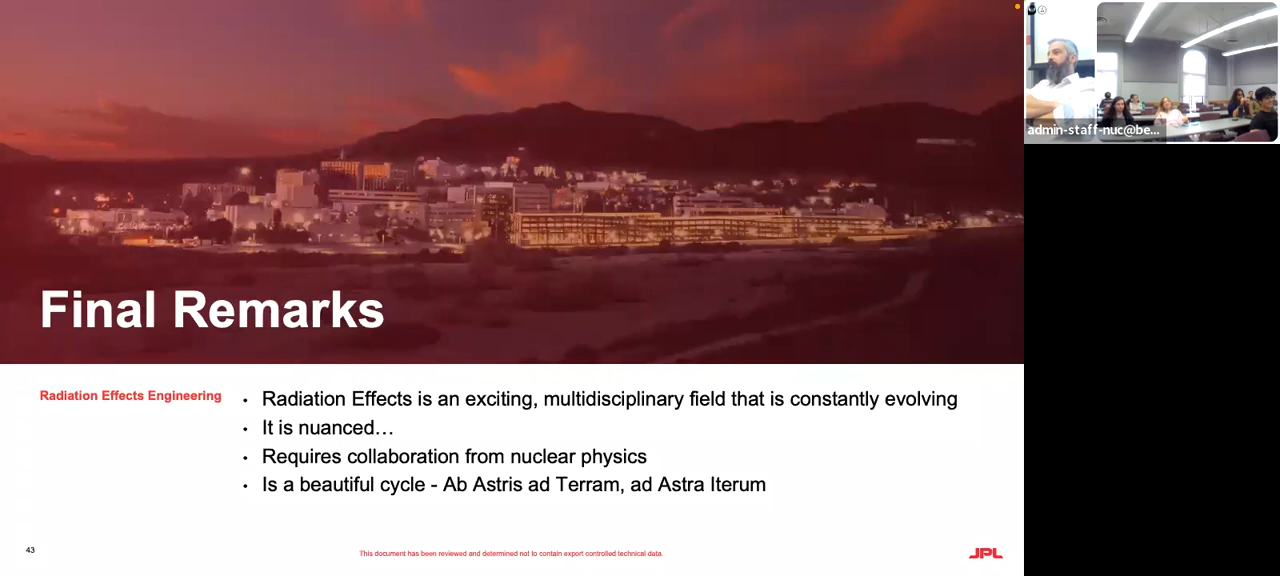 admin-staff-nuc@be...
Final Remarks
Radiation Effects Engineering
• Radiation Effects is an exciting, multidisciplinary field that is constantly evolving
• It is nuanced…
• Requires collaboration from nuclear physics
• Is a beautiful cycle - Ab Astris ad Terram, ad Astra Iterum
43
This document has been reviewed and determined not to contain export controlled technical data.
JPL